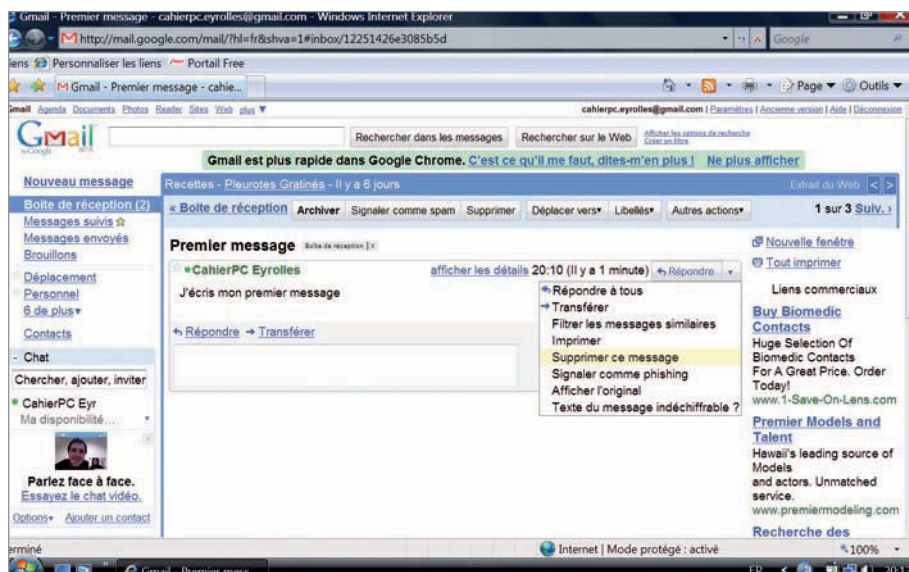 Gmail - Premier message - cahierpc.eyrolles@gmail.com - Windows Internet Explorer
http://mail.google.com/mail/?hl=fr&shva=1#inbox/12251426e3085b5d
Google
iens Personnaliser les liens Portail Free
Gmail - Premier message - cahie...
Page Outils
Gmail Agenda Documents Photos Reader Sites Web plus
cahierpc.eyrolles@gmail.com | Paramètres | Ancienne version | Aide | Déconnexion
Gmail
by Google BETA
Rechercher dans les messages Rechercher sur le Web
Afficher les options de recherche
Créer un filtre
Gmail est plus rapide dans Google Chrome. C'est ce qu'il me faut, dites-m'en plus ! Ne plus afficher
Nouveau message
Boîte de réception (2)
Messages suivis
Messages envoyés
Brouillons
Déplacement
Personnel
6 de plus
Contacts
- Chat
Chercher, ajouter, inviter
CahierPC Eyr
Ma disponibilité...
Parlez face à face.
Essayez le chat vidéo.
Options Ajouter un contact
Recettes - Pleurotes Gratinés - Il y a 6 jours
Extrait du Web < >
« Boîte de réception Archiver Signaler comme spam Supprimer Déplacer vers Libellés Autres actions 1 sur 3 Suiv. ›
Premier message Boîte de réception | X
CahierPC Eyrolles afficher les détails 20:10 (Il y a 1 minute) Répondre
J'écris mon premier message
Répondre Transférer
Répondre à tous
Transférer
Filtrer les messages similaires
Imprimer
Supprimer ce message
Signaler comme phishing
Afficher l'original
Texte du message indéchiffrable ?
Nouvelle fenêtre
Tout imprimer
Liens commerciaux
Buy Biomedic
Contacts
Huge Selection Of
Biomedic Contacts
For A Great Price. Order
Today!
www.1-Save-On-Lens.com
Premier Models and
Talent
Hawaii's leading source of
Models
and actors. Unmatched
service.
www.premiermodeling.com
Recherche des
erminé
Internet | Mode protégé : activé
100%
Gmail - Premier mess...
FR